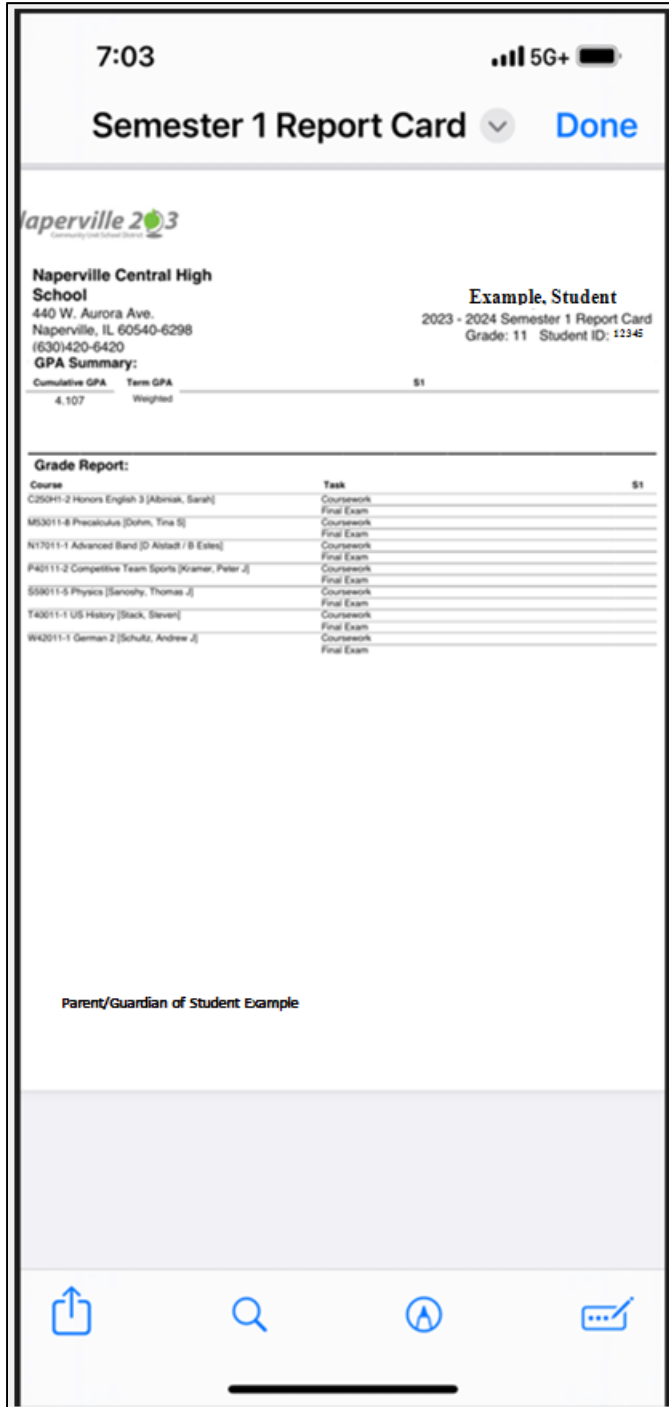 7:03 5G+
Semester 1 Report Card Done
aperville 203
Community Unit School District
Naperville Central High
School
440 W. Aurora Ave.
Naperville, IL 60540-6298
(630)420-6420
Example, Student
2023 - 2024 Semester 1 Report Card
Grade: 11 Student ID: 12345
GPA Summary:
Cumulative GPA Term GPA S1
4.107 Weighted
Grade Report:
Course Task S1
C250H1-2 Honors English 3 [Albiniak, Sarah] Coursework
Final Exam
M53011-8 Precalculus [Dohm, Tina S] Coursework
Final Exam
N17011-1 Advanced Band [D Alstadt / B Estes] Coursework
Final Exam
P40111-2 Competitive Team Sports [Kramer, Peter J] Coursework
Final Exam
S59011-5 Physics [Sanoshy, Thomas J] Coursework
Final Exam
T40011-1 US History [Stack, Steven] Coursework
Final Exam
W42011-1 German 2 [Schultz, Andrew J] Coursework
Final Exam
Parent/Guardian of Student Example